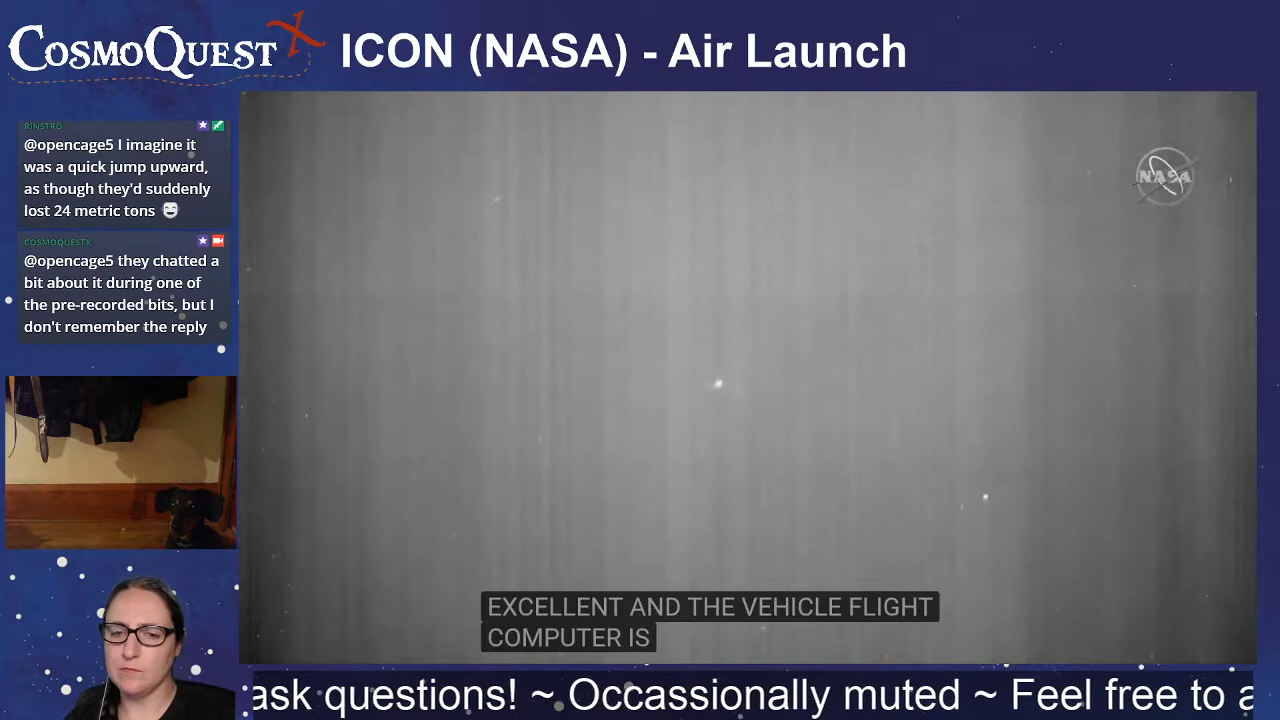 COSMOQUEST X
ICON (NASA) - Air Launch
RINSTRO
@opencage5 I imagine it
was a quick jump upward,
as though they'd suddenly
lost 24 metric tons
COSMOQUESTX
@opencage5 they chatted a
bit about it during one of
the pre-recorded bits, but I
don't remember the reply
NASA
EXCELLENT AND THE VEHICLE FLIGHT
COMPUTER IS
ask questions! ~ Occassionally muted ~ Feel free to a